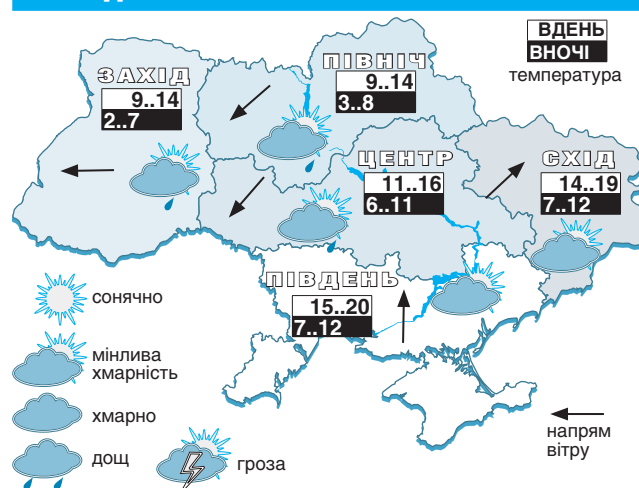 ВДЕНЬ
ВНОЧІ
температура
ЗАХІД
9..14
2..7
ПІВНІЧ
9..14
3..8
ЦЕНТР
11..16
6..11
СХІД
14..19
7..12
ПІВДЕНЬ
15..20
7..12
сонячно
мінлива
хмарність
хмарно
дощ
гроза
напрям
вітру